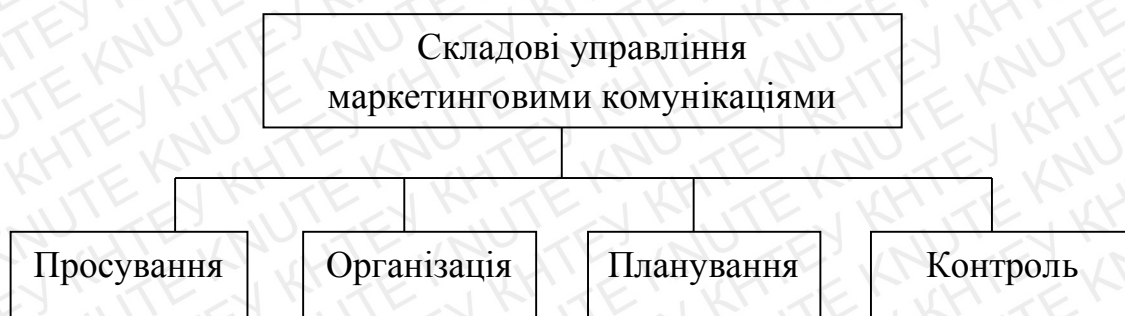 Складові управління
маркетинговими комунікаціями
Просування
Організація
Планування
Контроль